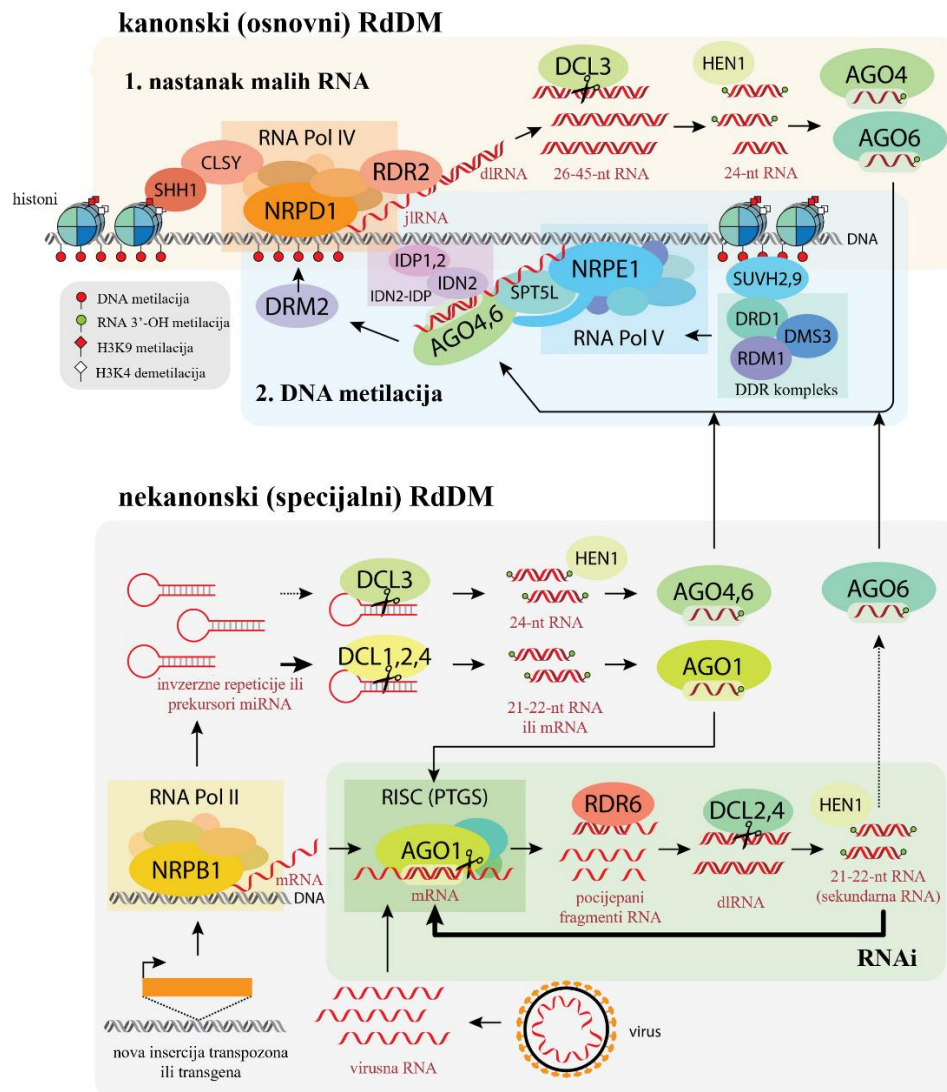 kanonski (osnovni) RdDM
1. nastanak malih RNA
RNA Pol IV
CLSY
SHH1
NRPD1
RDR2
histoni
jlRNA
dlRNA
DCL3
26-45-nt RNA
HEN1
24-nt RNA
AGO4
AGO6
DNA
DNA metilacija
RNA 3'-OH metilacija
H3K9 metilacija
H3K4 demetilacija
DRM2
IDP1,2
IDN2
IDN2-IDP
AGO4,6
SPT5L
NRPE1
RNA Pol V
SUVH2,9
DRD1
DMS3
RDM1
DDR kompleks
2. DNA metilacija
nekanonski (specijalni) RdDM
DCL3
HEN1
24-nt RNA
AGO4,6
AGO6
DCL1,2,4
21-22-nt RNA
ili mRNA
AGO1
invzerzne repeticije ili
prekursori miRNA
RNA Pol II
NRPB1
mRNA
DNA
RISC (PTGS)
AGO1
mRNA
RDR6
pocijepani
fragmenti RNA
DCL2,4
dlRNA
HEN1
21-22-nt RNA
(sekundarna RNA)
RNAi
nova insercija transpozona
ili transgena
virusna RNA
virus